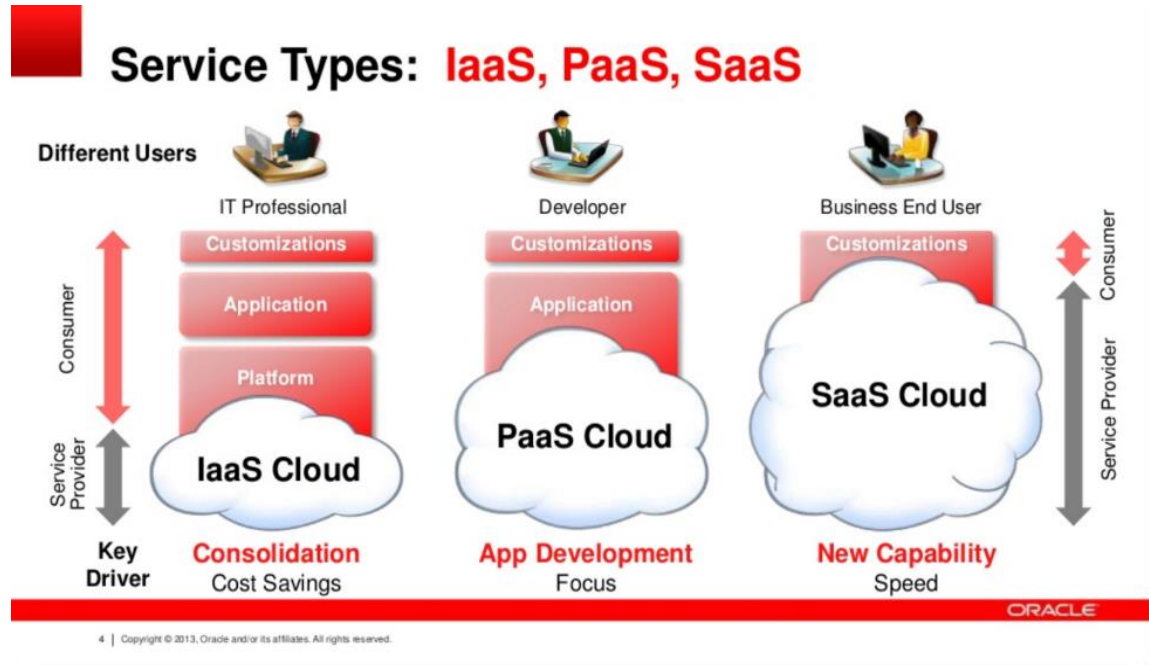 Service Types: IaaS, PaaS, SaaS
Different Users
IT Professional
Developer
Business End User
Consumer
Service
Provider
Customizations
Application
Platform
IaaS Cloud
Customizations
Application
PaaS Cloud
Customizations
SaaS Cloud
Consumer
Service Provider
Key
Driver
Consolidation
Cost Savings
App Development
Focus
New Capability
Speed
ORACLE
4 | Copyright © 2013, Oracle and/or its affiliates. All rights reserved.